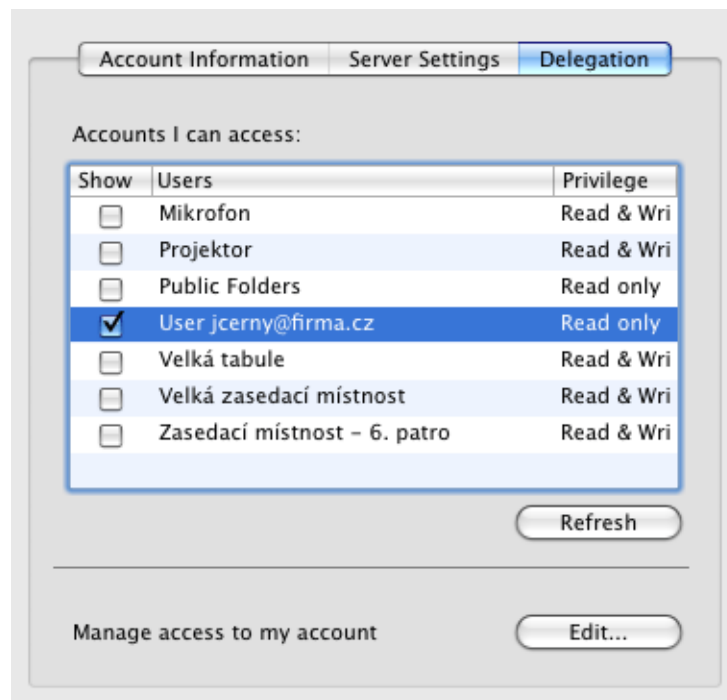 Account Information Server Settings Delegation
Accounts I can access:
Show Users Privilege
Mikrofon Read & Wri
Projektor Read & Wri
Public Folders Read only
User jcerny@firma.cz Read only
Velká tabule Read & Wri
Velká zasedací místnost Read & Wri
Zasedací místnost – 6. patro Read & Wri
Refresh
Manage access to my account Edit...